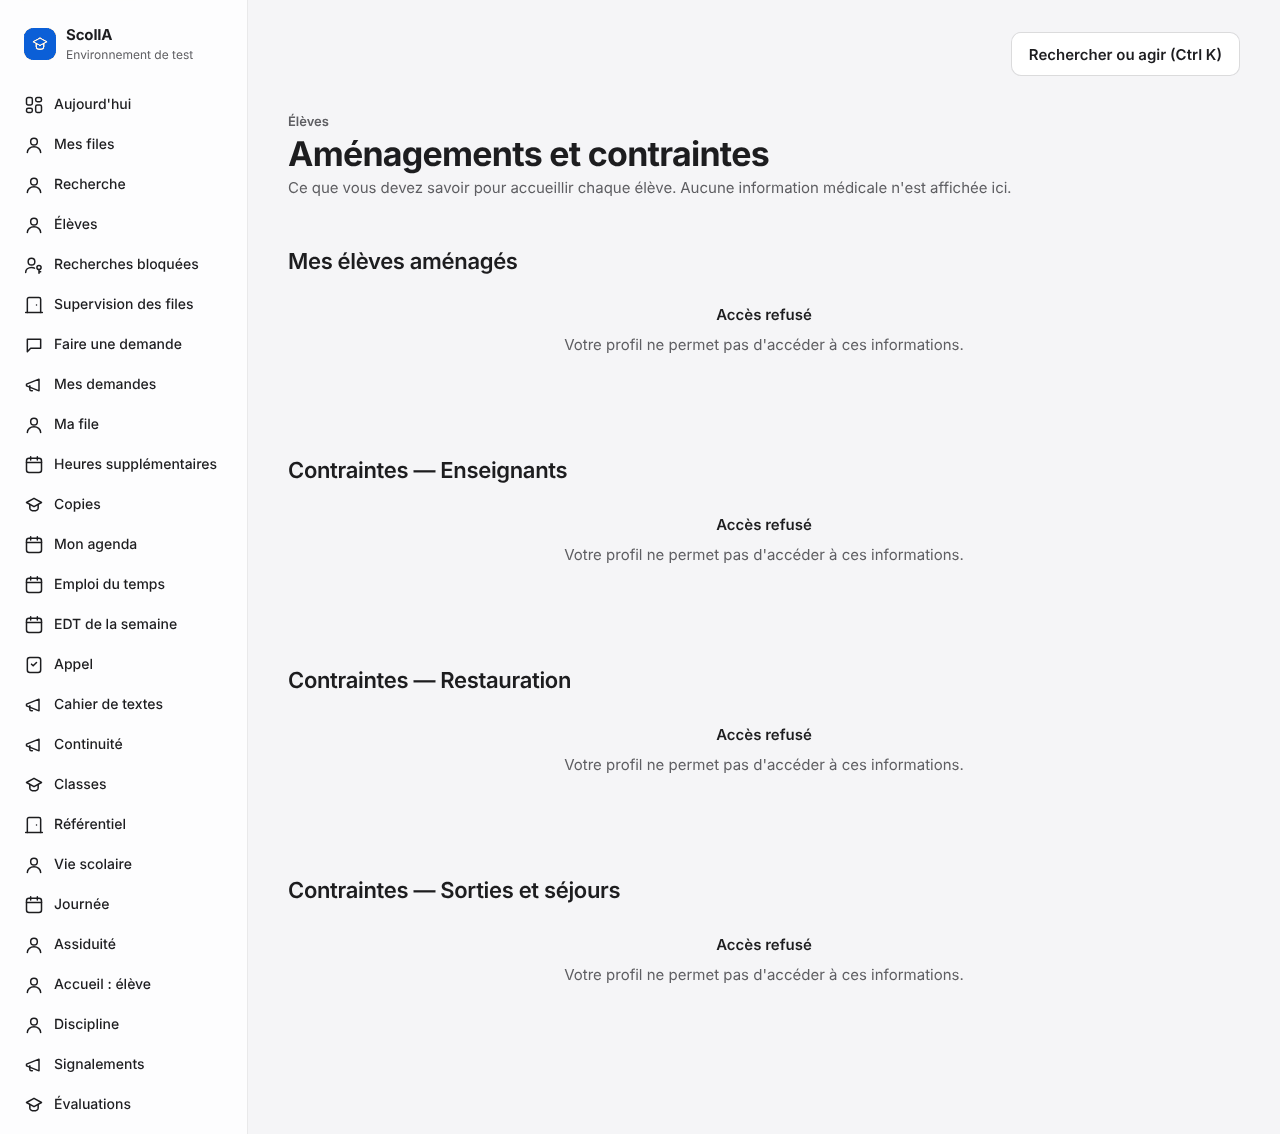 ScolIA
Environnement de test
Rechercher ou agir (Ctrl K)
Aujourd'hui
Mes files
Recherche
Élèves
Recherches bloquées
Supervision des files
Faire une demande
Mes demandes
Ma file
Heures supplémentaires
Copies
Mon agenda
Emploi du temps
EDT de la semaine
Appel
Cahier de textes
Continuité
Classes
Référentiel
Vie scolaire
Journée
Assiduité
Accueil : élève
Discipline
Signalements
Évaluations
Élèves
Aménagements et contraintes
Ce que vous devez savoir pour accueillir chaque élève. Aucune information médicale n'est affichée ici.
Mes élèves aménagés
Accès refusé
Votre profil ne permet pas d'accéder à ces informations.
Contraintes — Enseignants
Accès refusé
Votre profil ne permet pas d'accéder à ces informations.
Contraintes — Restauration
Accès refusé
Votre profil ne permet pas d'accéder à ces informations.
Contraintes — Sorties et séjours
Accès refusé
Votre profil ne permet pas d'accéder à ces informations.